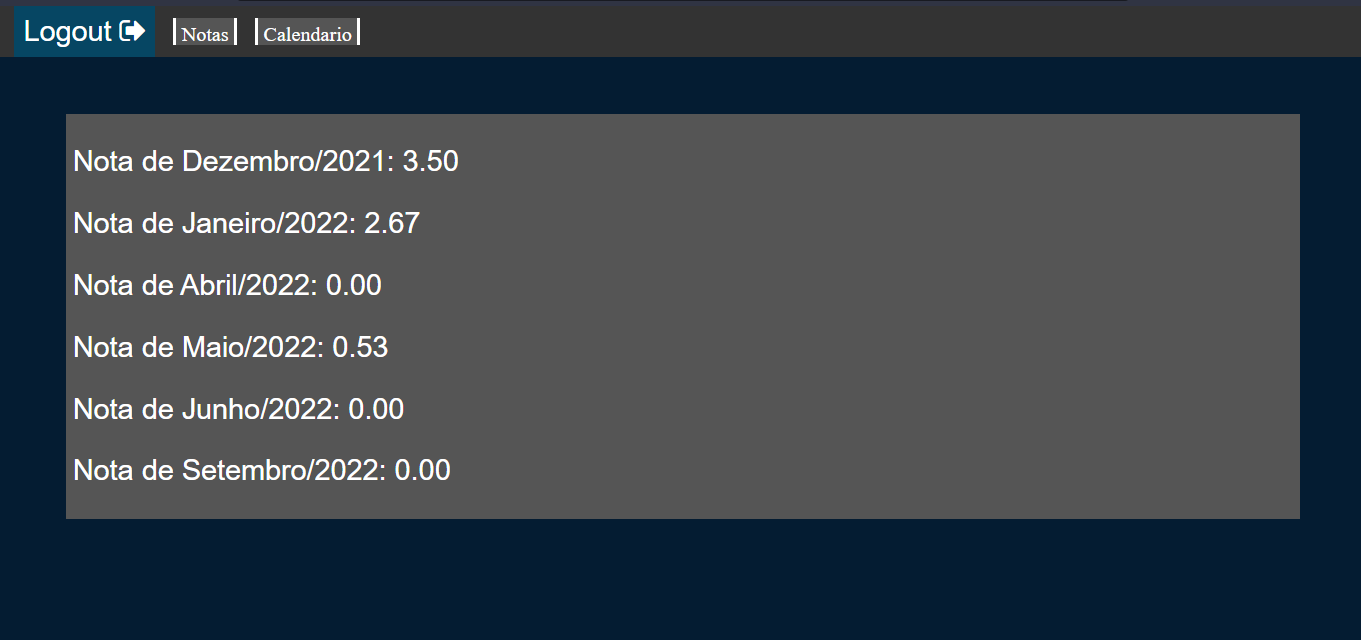 Logout Notas Calendario
Nota de Dezembro/2021: 3.50
Nota de Janeiro/2022: 2.67
Nota de Abril/2022: 0.00
Nota de Maio/2022: 0.53
Nota de Junho/2022: 0.00
Nota de Setembro/2022: 0.00